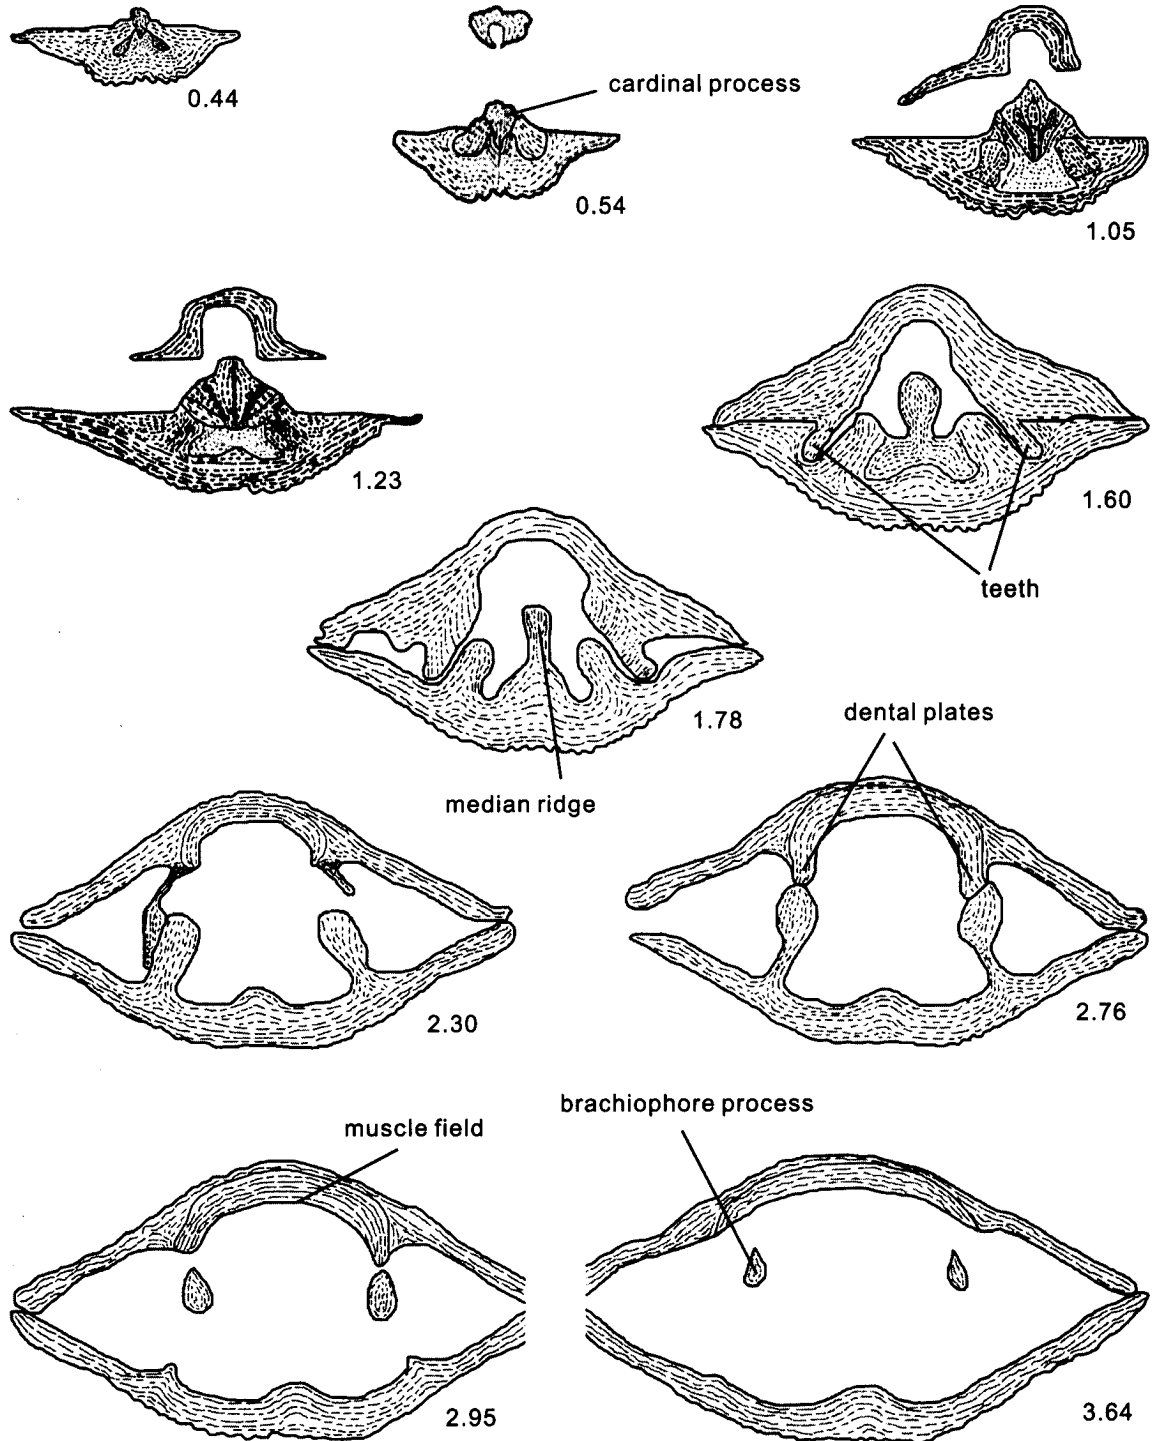 0.44
cardinal process
0.54
1.05
1.23
1.60
teeth
1.78
median ridge
dental plates
2.30
2.76
muscle field
brachiophore process
2.95
3.64